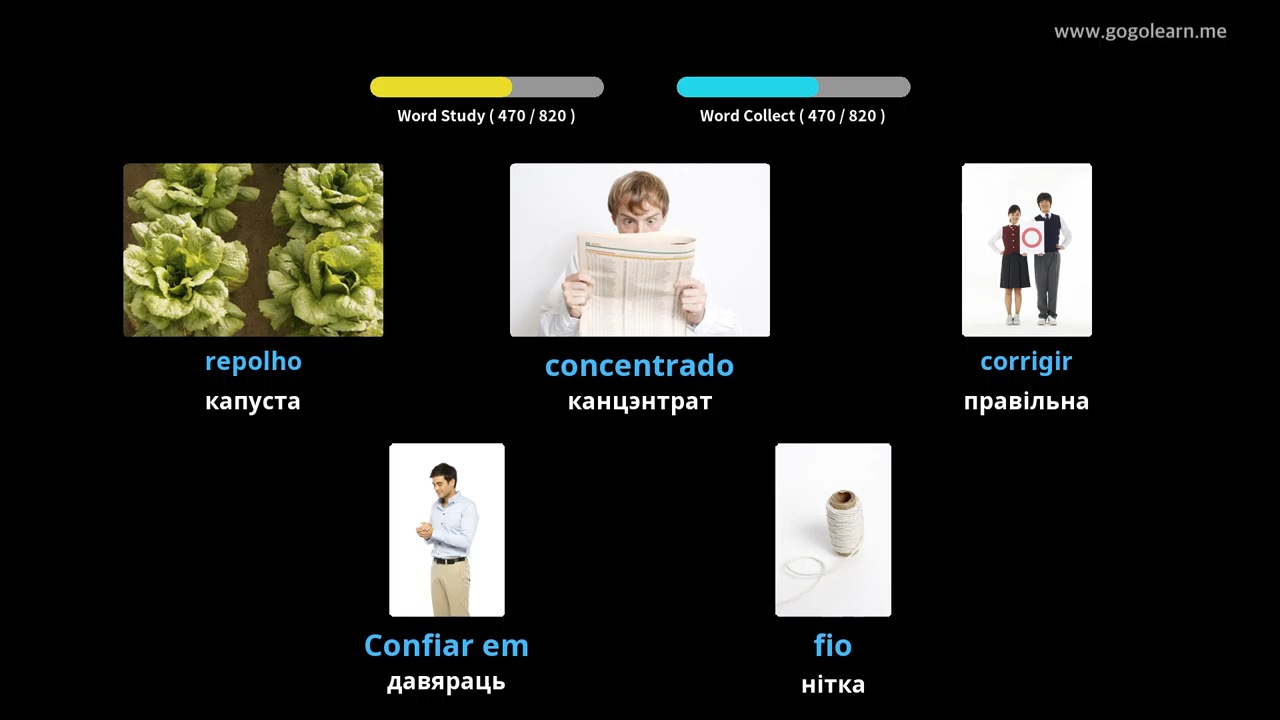 www.gogolearn.me
Word Study ( 470 / 820 )
Word Collect ( 470 / 820 )
repolho
капуста
concentrado
канцэнтрат
corrigir
правільна
Confiar em
давяраць
fio
нітка